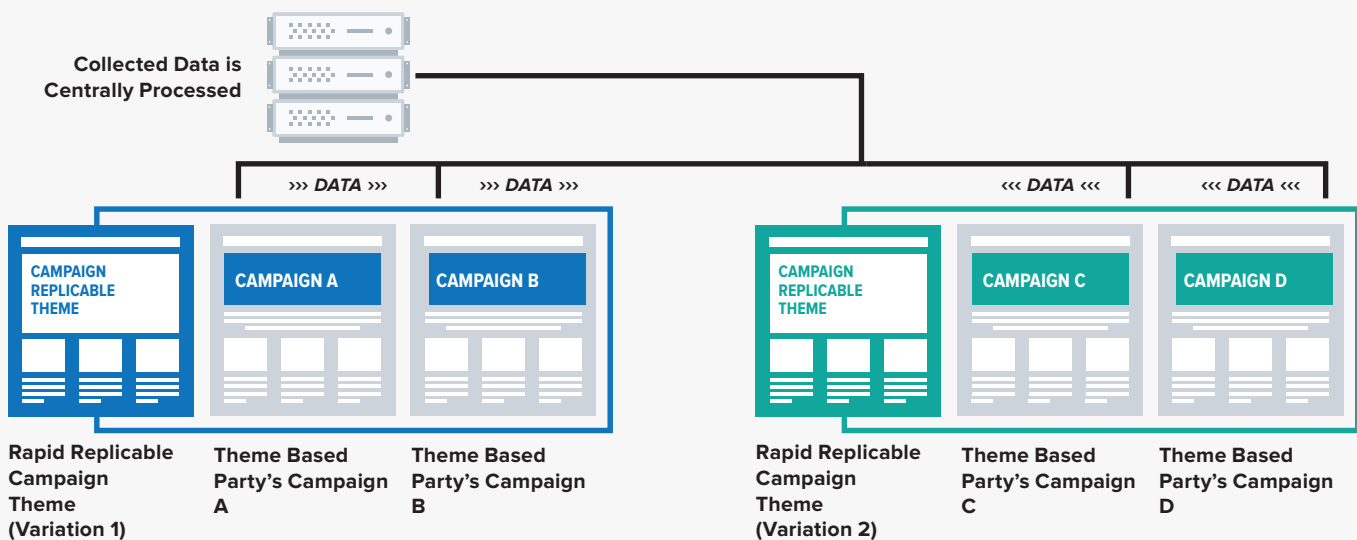 Collected Data is
Centrally Processed
››› DATA ›››
››› DATA ›››
‹‹‹ DATA ‹‹‹
‹‹‹ DATA ‹‹‹
CAMPAIGN
REPLICABLE
THEME
CAMPAIGN A
CAMPAIGN B
CAMPAIGN
REPLICABLE
THEME
CAMPAIGN C
CAMPAIGN D
Rapid Replicable
Campaign
Theme
(Variation 1)
Theme Based
Party’s Campaign
A
Theme Based
Party’s Campaign
B
Rapid Replicable
Campaign
Theme
(Variation 2)
Theme Based
Party’s Campaign
C
Theme Based
Party’s Campaign
D